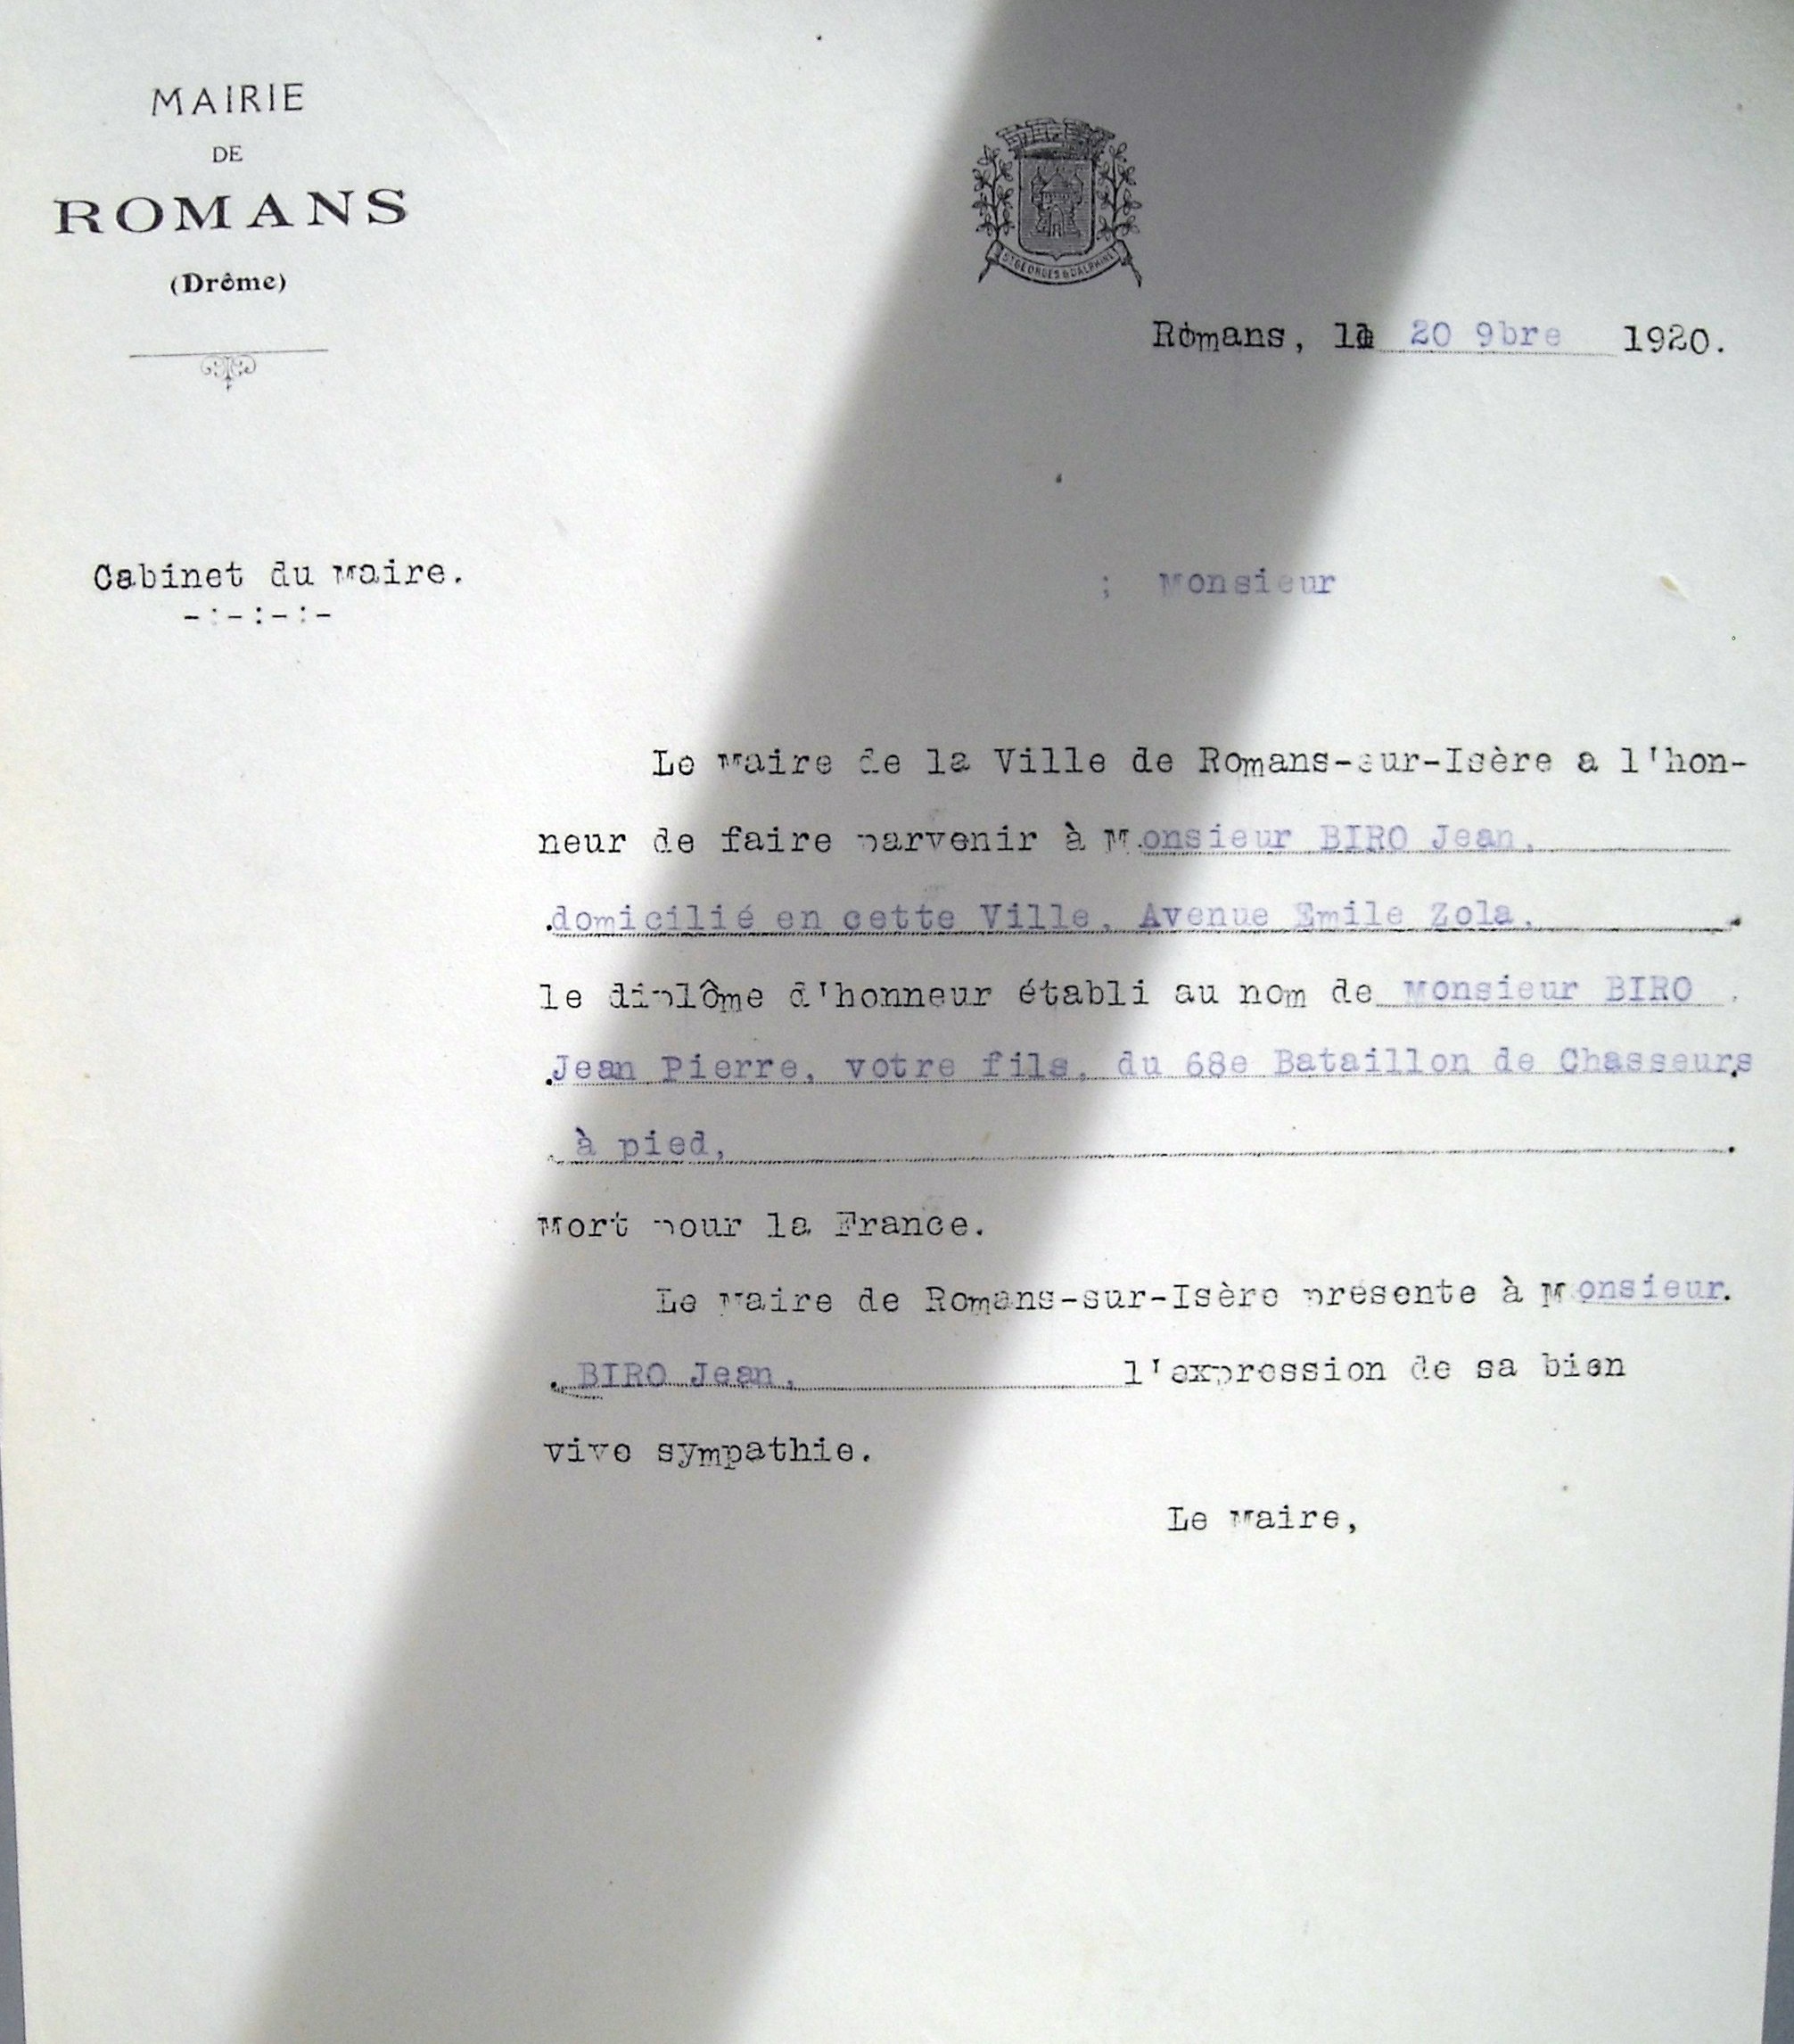 MAIRIE
DE
ROMANS
(Drôme)
ST GEORGES & DALPHINE
Romans, le 20 9bre 1920.
Cabinet du Maire.
-:-:-:-
; Monsieur
Le Maire de la Ville de Romans-sur-Isère a l'hon-
neur de faire parvenir à Monsieur BIRO Jean,
domicilié en cette Ville, Avenue Emile Zola,
le diplôme d'honneur établi au nom de Monsieur BIRO
Jean Pierre, votre fils, du 68e Bataillon de Chasseurs
à pied,
Mort pour la France.
Le Maire de Romans-sur-Isère présente à Monsieur.
BIRO Jean, l'expression de sa bien
vive sympathie.
Le Maire,